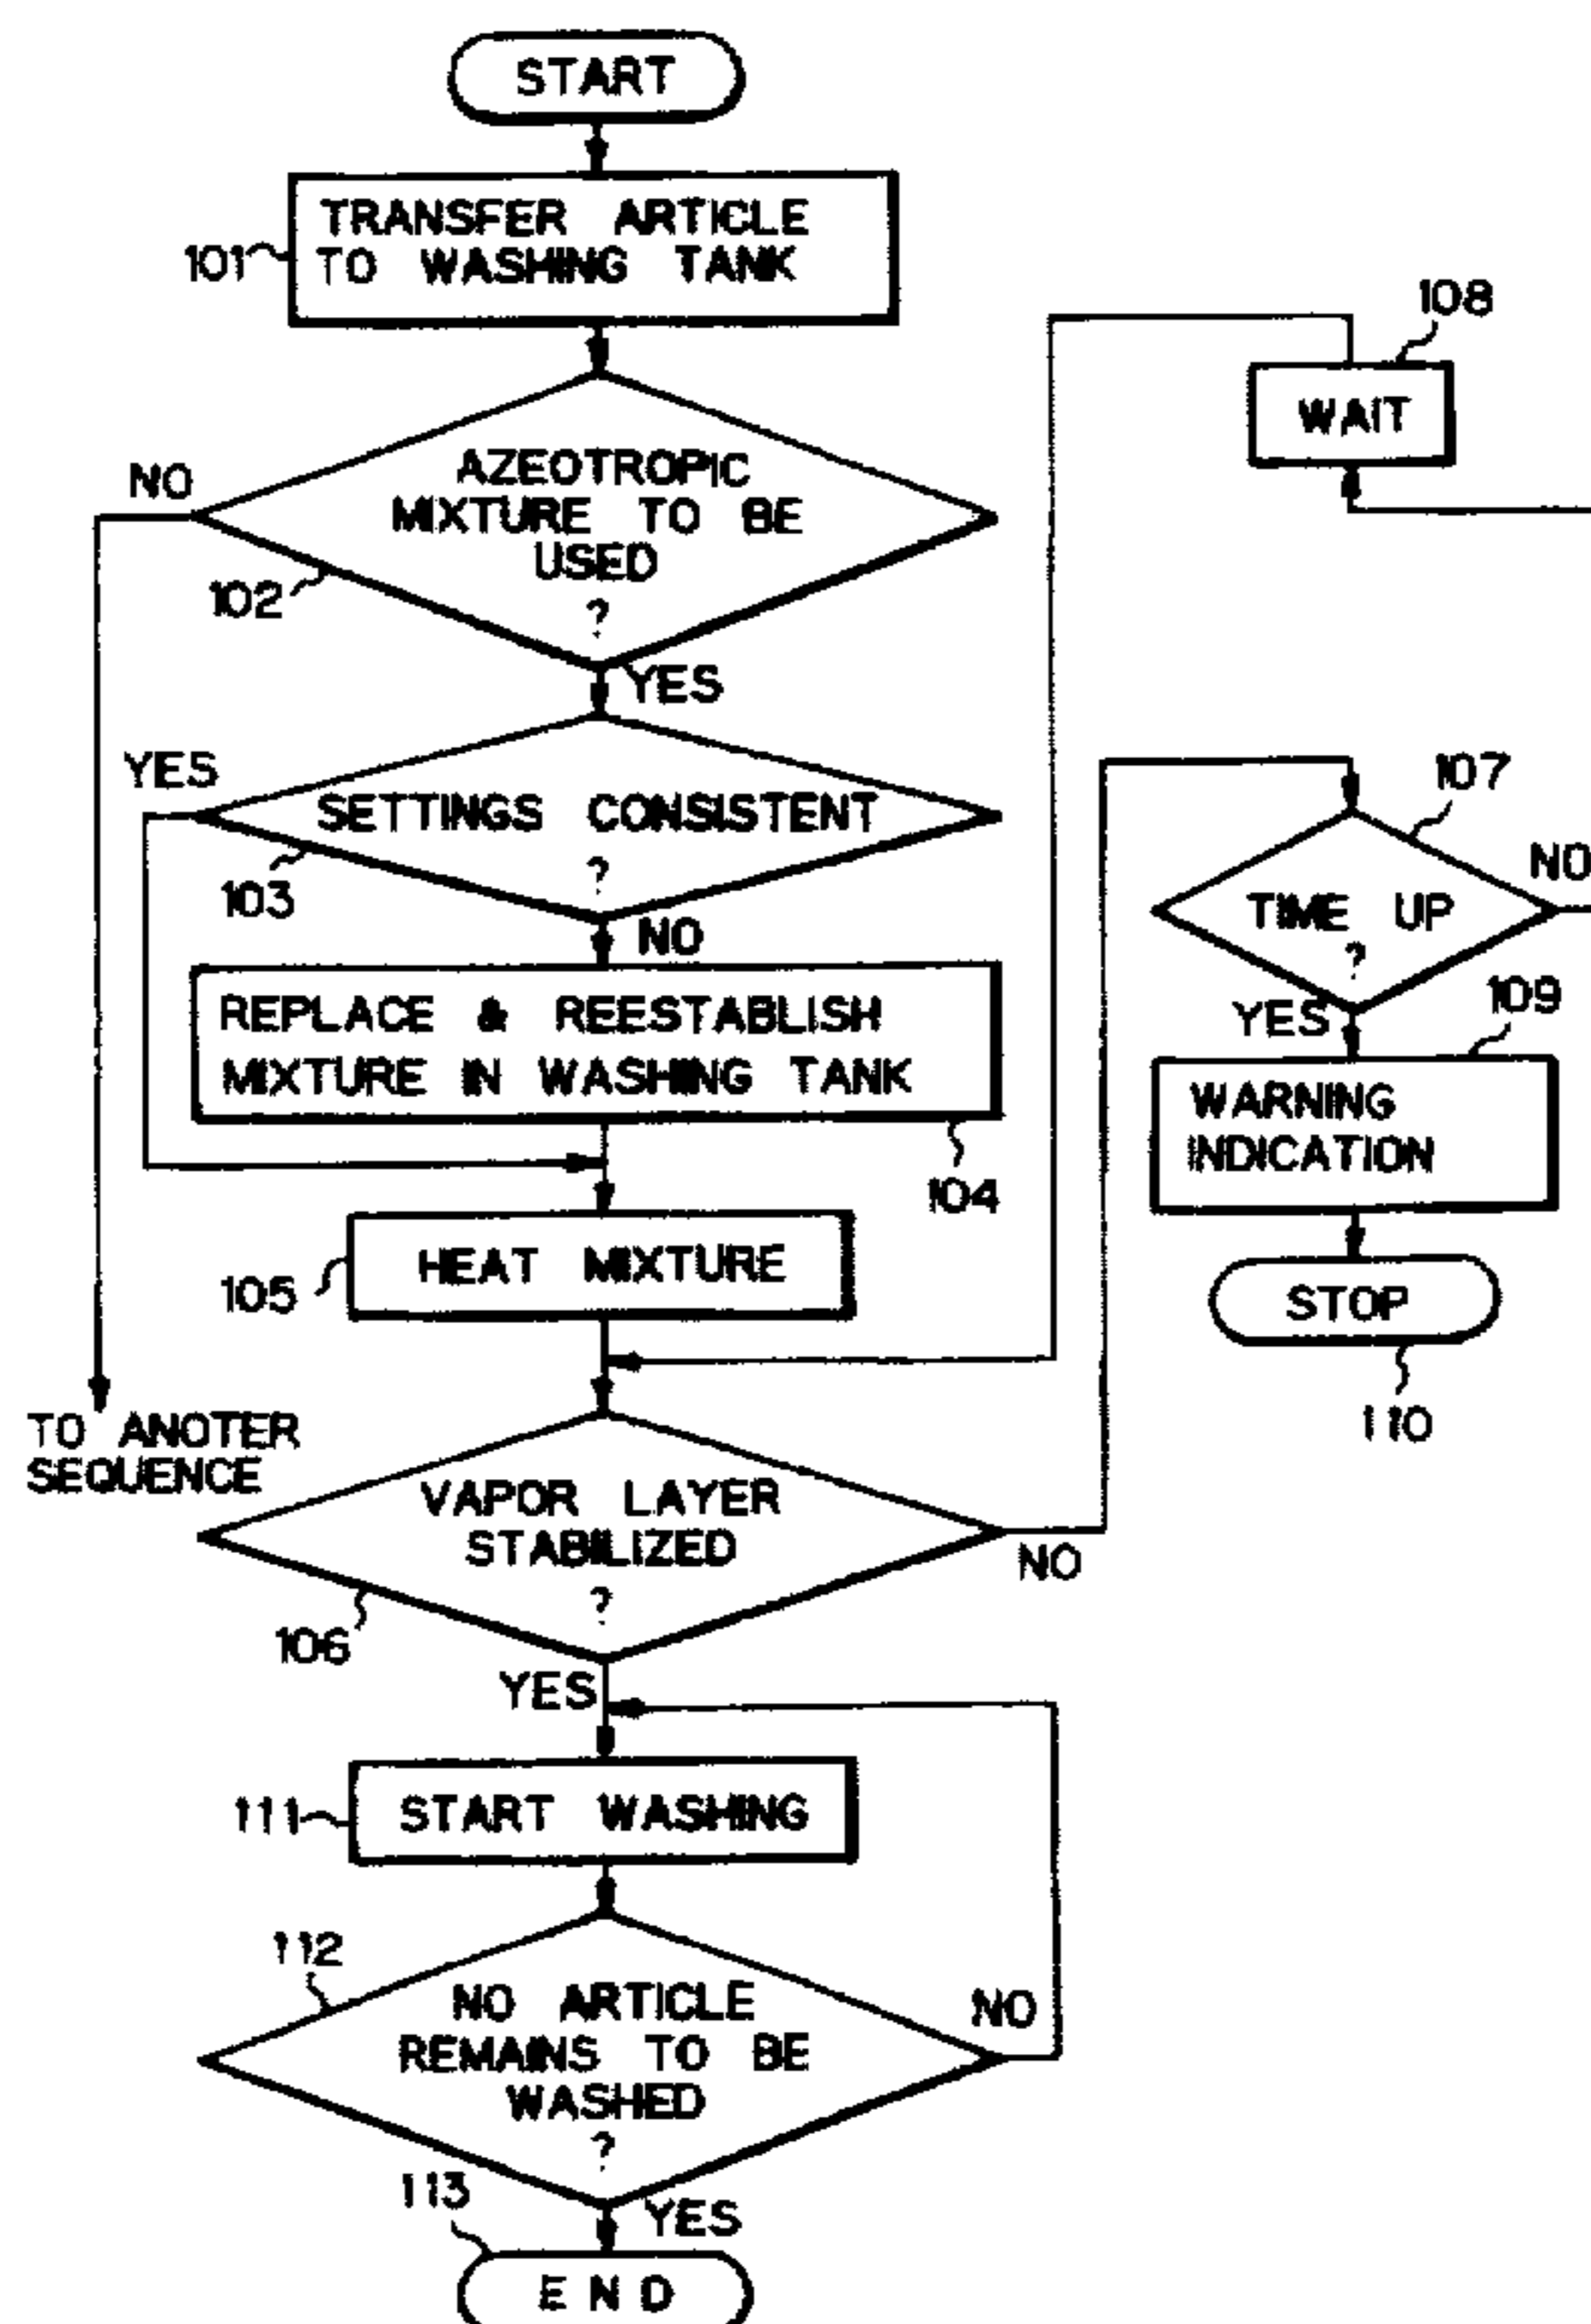 START
TRANSFER ARTICLE
TO WASHING TANK
101
AZEOTROPIC
MIXTURE TO BE
USED
?
NO
102
YES
SETTINGS CONSISTENT
?
YES
103
NO
REPLACE & REESTABLISH
MIXTURE IN WASHING TANK
104
HEAT MIXTURE
105
TO ANOTER
SEQUENCE
VAPOR LAYER
STABILIZED
?
NO
106
YES
START WASHING
111
112
NO ARTICLE
REMAINS TO BE
WASHED
?
NO
113
YES
END
108
WAIT
107
TIME UP
?
NO
YES
109
WARNING
INDICATION
STOP
110